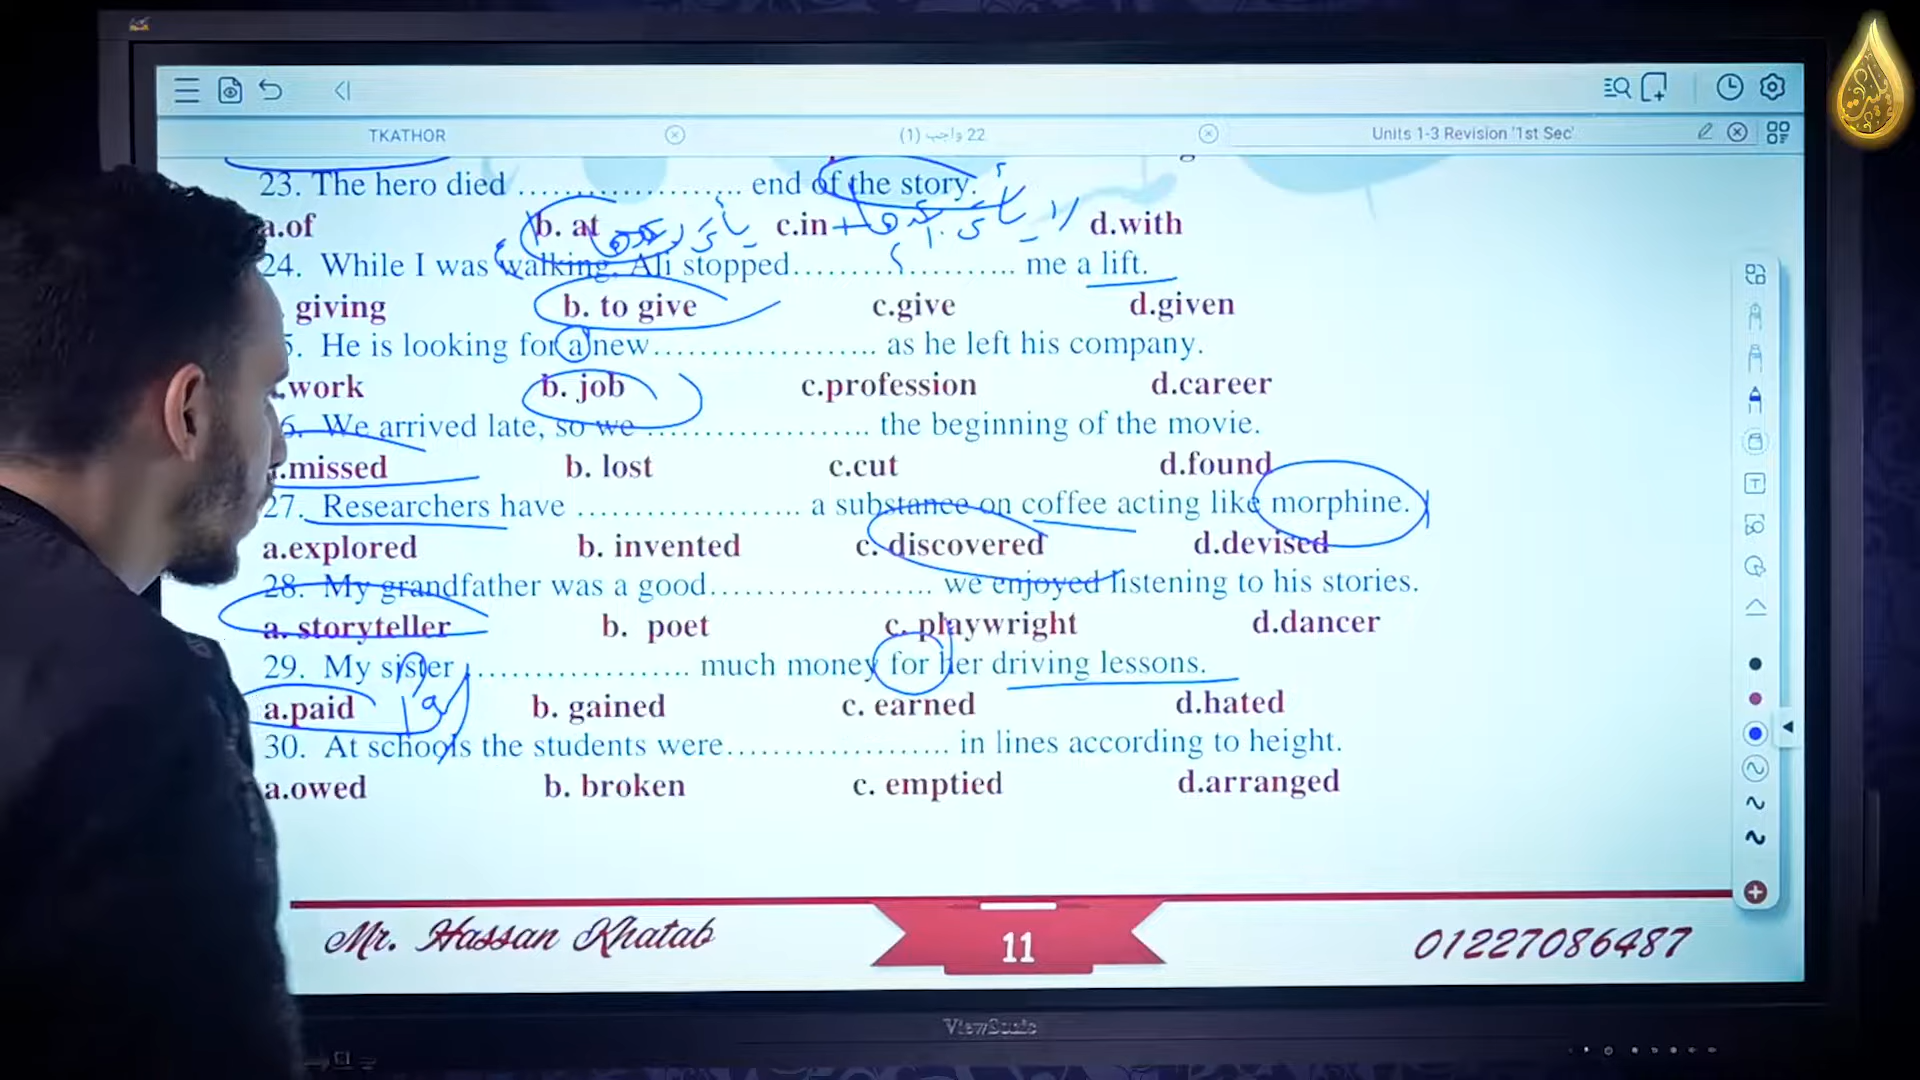 TKATHOR
22 واجب (1)
Units 1-3 Revision '1st Sec'
23. The hero died .................... end of the story.
a.of b. at c.in d.with
24. While I was walking. Ali stopped.................... me a lift.
giving b. to give c.give d.given
5. He is looking for a new.................... as he left his company.
.work b. job c.profession d.career
6. We arrived late, so we .................... the beginning of the movie.
.missed b. lost c.cut d.found
27. Researchers have .................... a substance on coffee acting like morphine.
a.explored b. invented c. discovered d.devised
28. My grandfather was a good.................... we enjoyed listening to his stories.
a. storyteller b. poet c. playwright d.dancer
29. My sister .................... much money for her driving lessons.
a.paid b. gained c. earned d.hated
30. At schools the students were.................... in lines according to height.
a.owed b. broken c. emptied d.arranged
Mr. Hassan Khatab
11
01227086487
ViewSonic